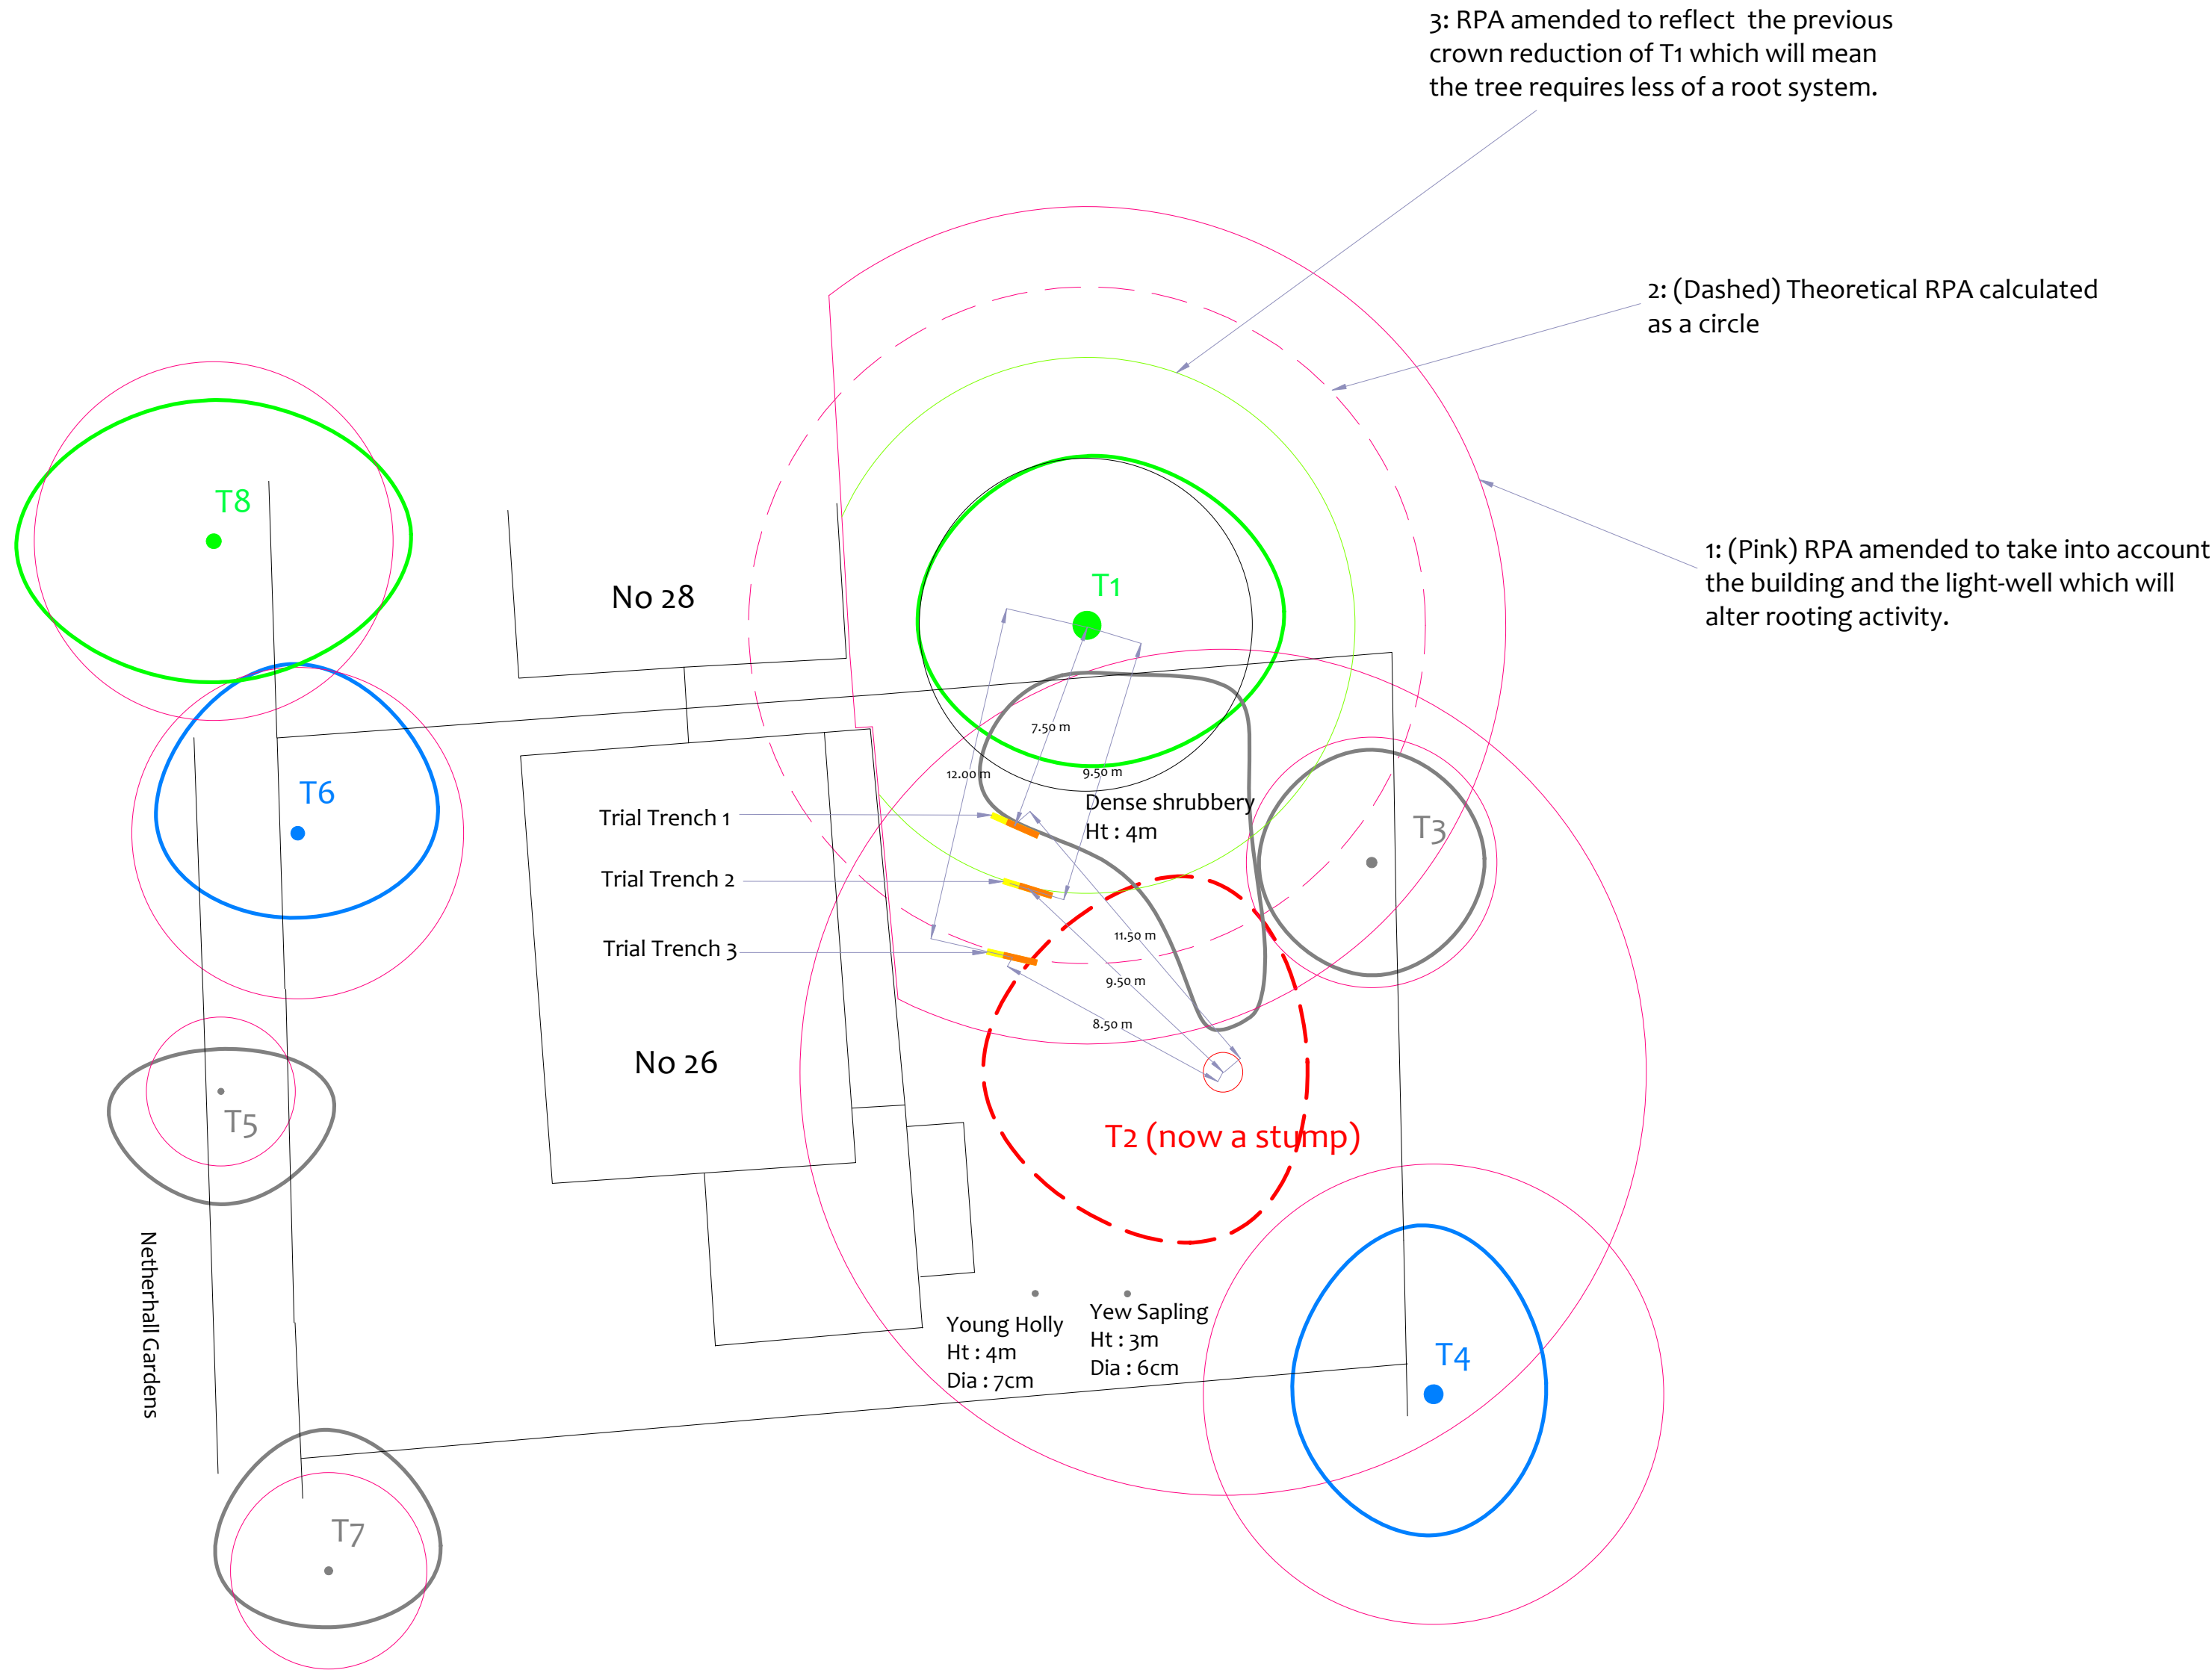 3: RPA amended to reflect the previous
crown reduction of T1 which will mean
the tree requires less of a root system.
2: (Dashed) Theoretical RPA calculated
as a circle
1: (Pink) RPA amended to take into account
the building and the light-well which will
alter rooting activity.
T8
No 28
T1
7.50 m
12.00 m
9.50 m
T6
Dense shrubbery
Ht : 4m
Trial Trench 1
T3
Trial Trench 2
Trial Trench 3
11.50 m
9.50 m
8.50 m
No 26
T5
T2 (now a stump)
Netherhall Gardens
Young Holly
Ht : 4m
Dia : 7cm
Yew Sapling
Ht : 3m
Dia : 6cm
T4
T7